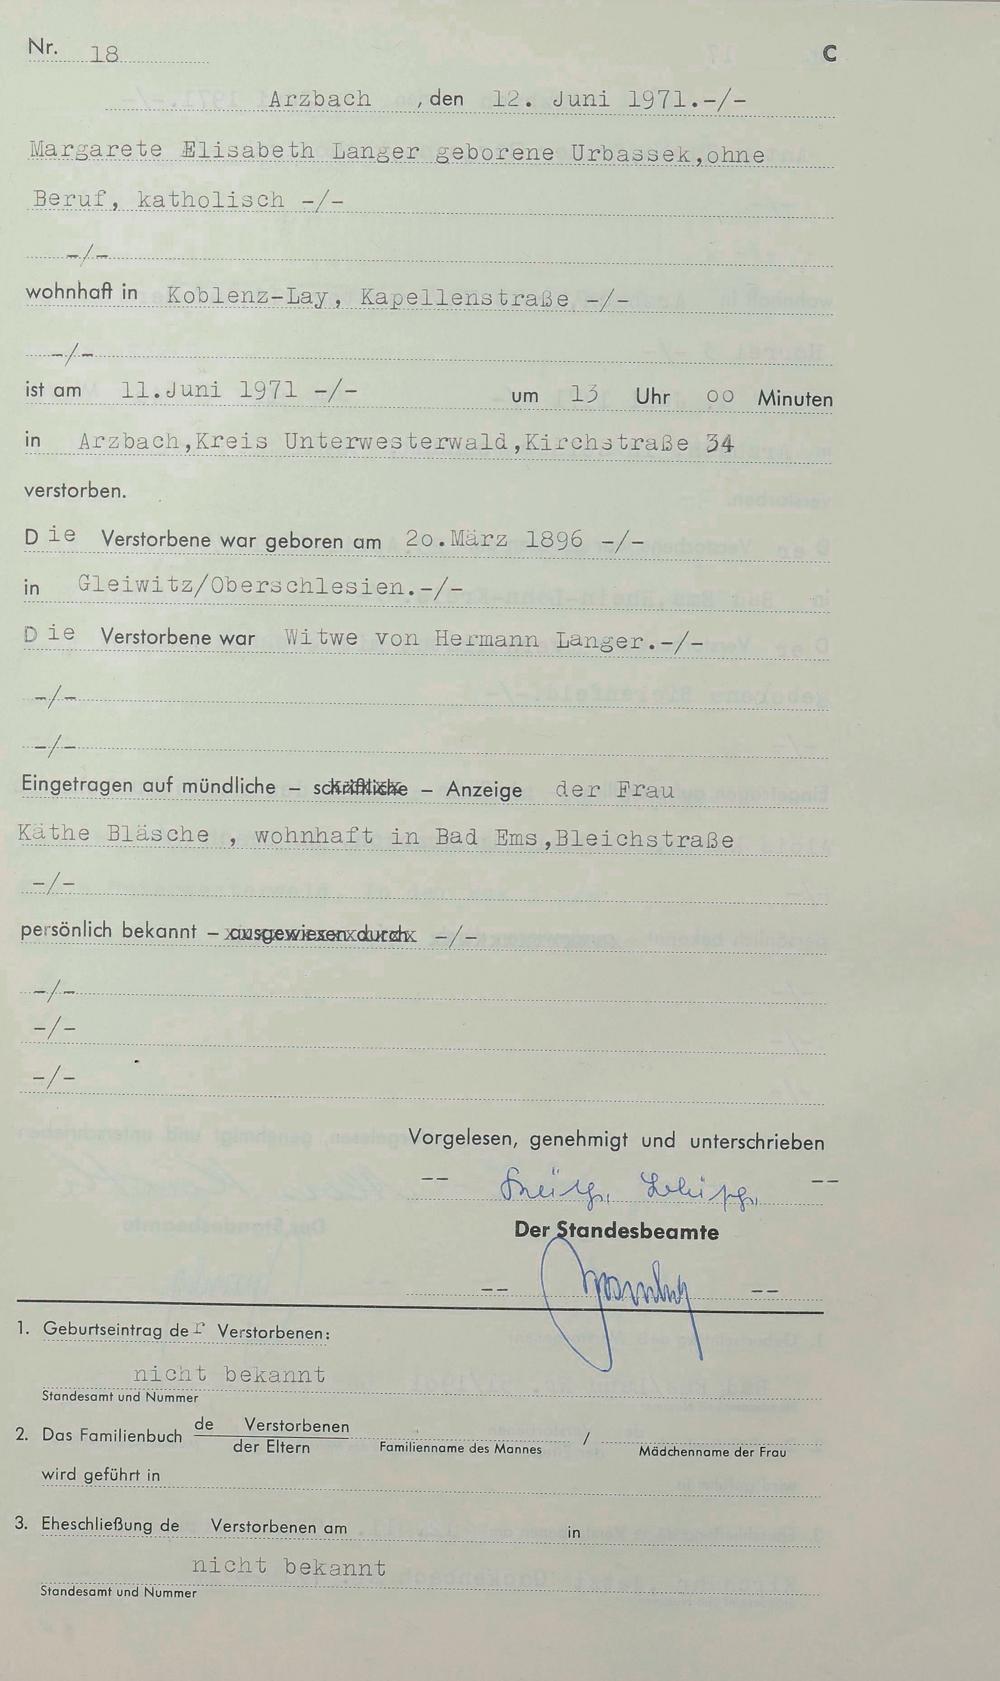 Nr. 18 C
Arzbach , den 12. Juni 1971.-/-
Margarete Elisabeth Langer geborene Urbassek,ohne
Beruf, katholisch -/-
-/-
wohnhaft in Koblenz-Lay, Kapellenstraße -/-
-/-
ist am 11.Juni 1971 -/- um 13 Uhr oo Minuten
in Arzbach,Kreis Unterwesterwald,Kirchstraße 34
verstorben.
Die Verstorbene war geboren am 2o.März 1896 -/-
in Gleiwitz/Oberschlesien.-/-
Die Verstorbene war Witwe von Hermann Langer.-/-
-/-
-/-
Eingetragen auf mündliche – schriftliche – Anzeige der Frau
Käthe Bläsche , wohnhaft in Bad Ems,Bleichstraße
-/-
persönlich bekannt – ausgewiesen durch -/-
-/-
-/-
-/-
Vorgelesen, genehmigt und unterschrieben
-- --
Der Standesbeamte
-- --
1. Geburtseintrag der Verstorbenen:
nicht bekannt
Standesamt und Nummer
2. Das Familienbuch de Verstorbenen
der Eltern Familienname des Mannes / Mädchenname der Frau
wird geführt in
3. Eheschließung de Verstorbenen am in
nicht bekannt
Standesamt und Nummer